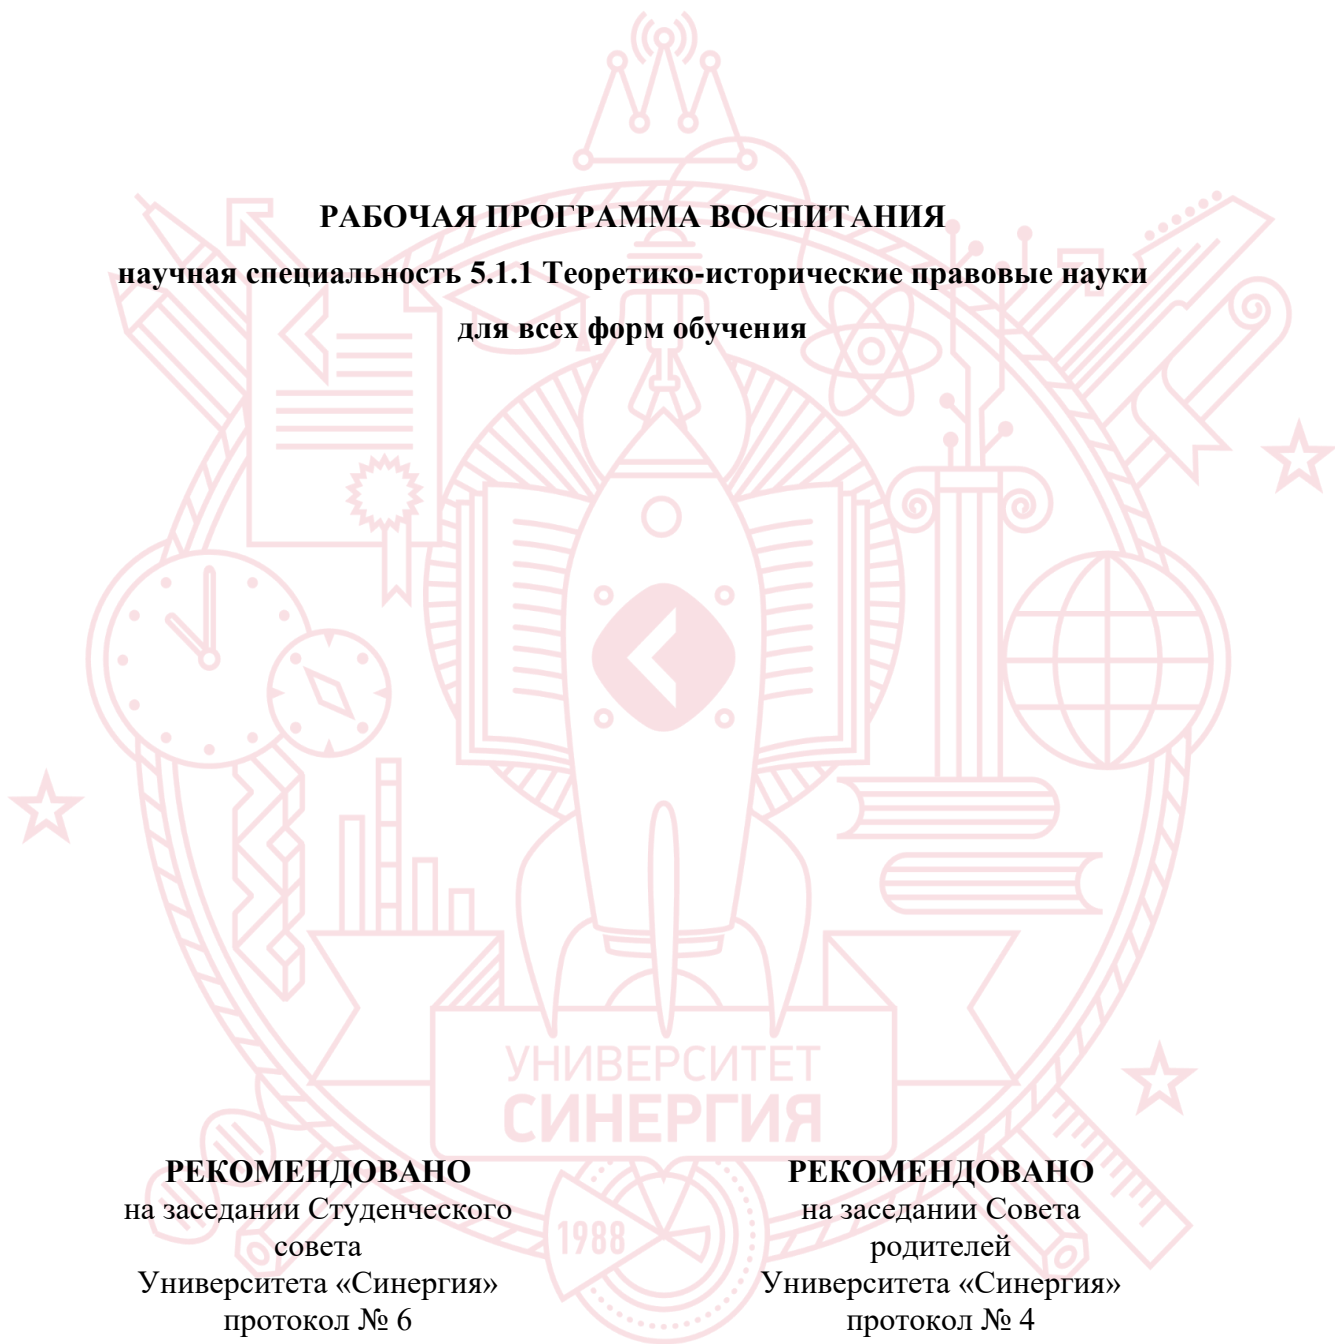 РАБОЧАЯ ПРОГРАММА ВОСПИТАНИЯ
научная специальность 5.1.1 Теоретико-исторические правовые науки
для всех форм обучения
УНИВЕРСИТЕТ
СИНЕРГИЯ
1988
РЕКОМЕНДОВАНО
на заседании Студенческого
совета
Университета «Синергия»
протокол № 6
РЕКОМЕНДОВАНО
на заседании Совета
родителей
Университета «Синергия»
протокол № 4